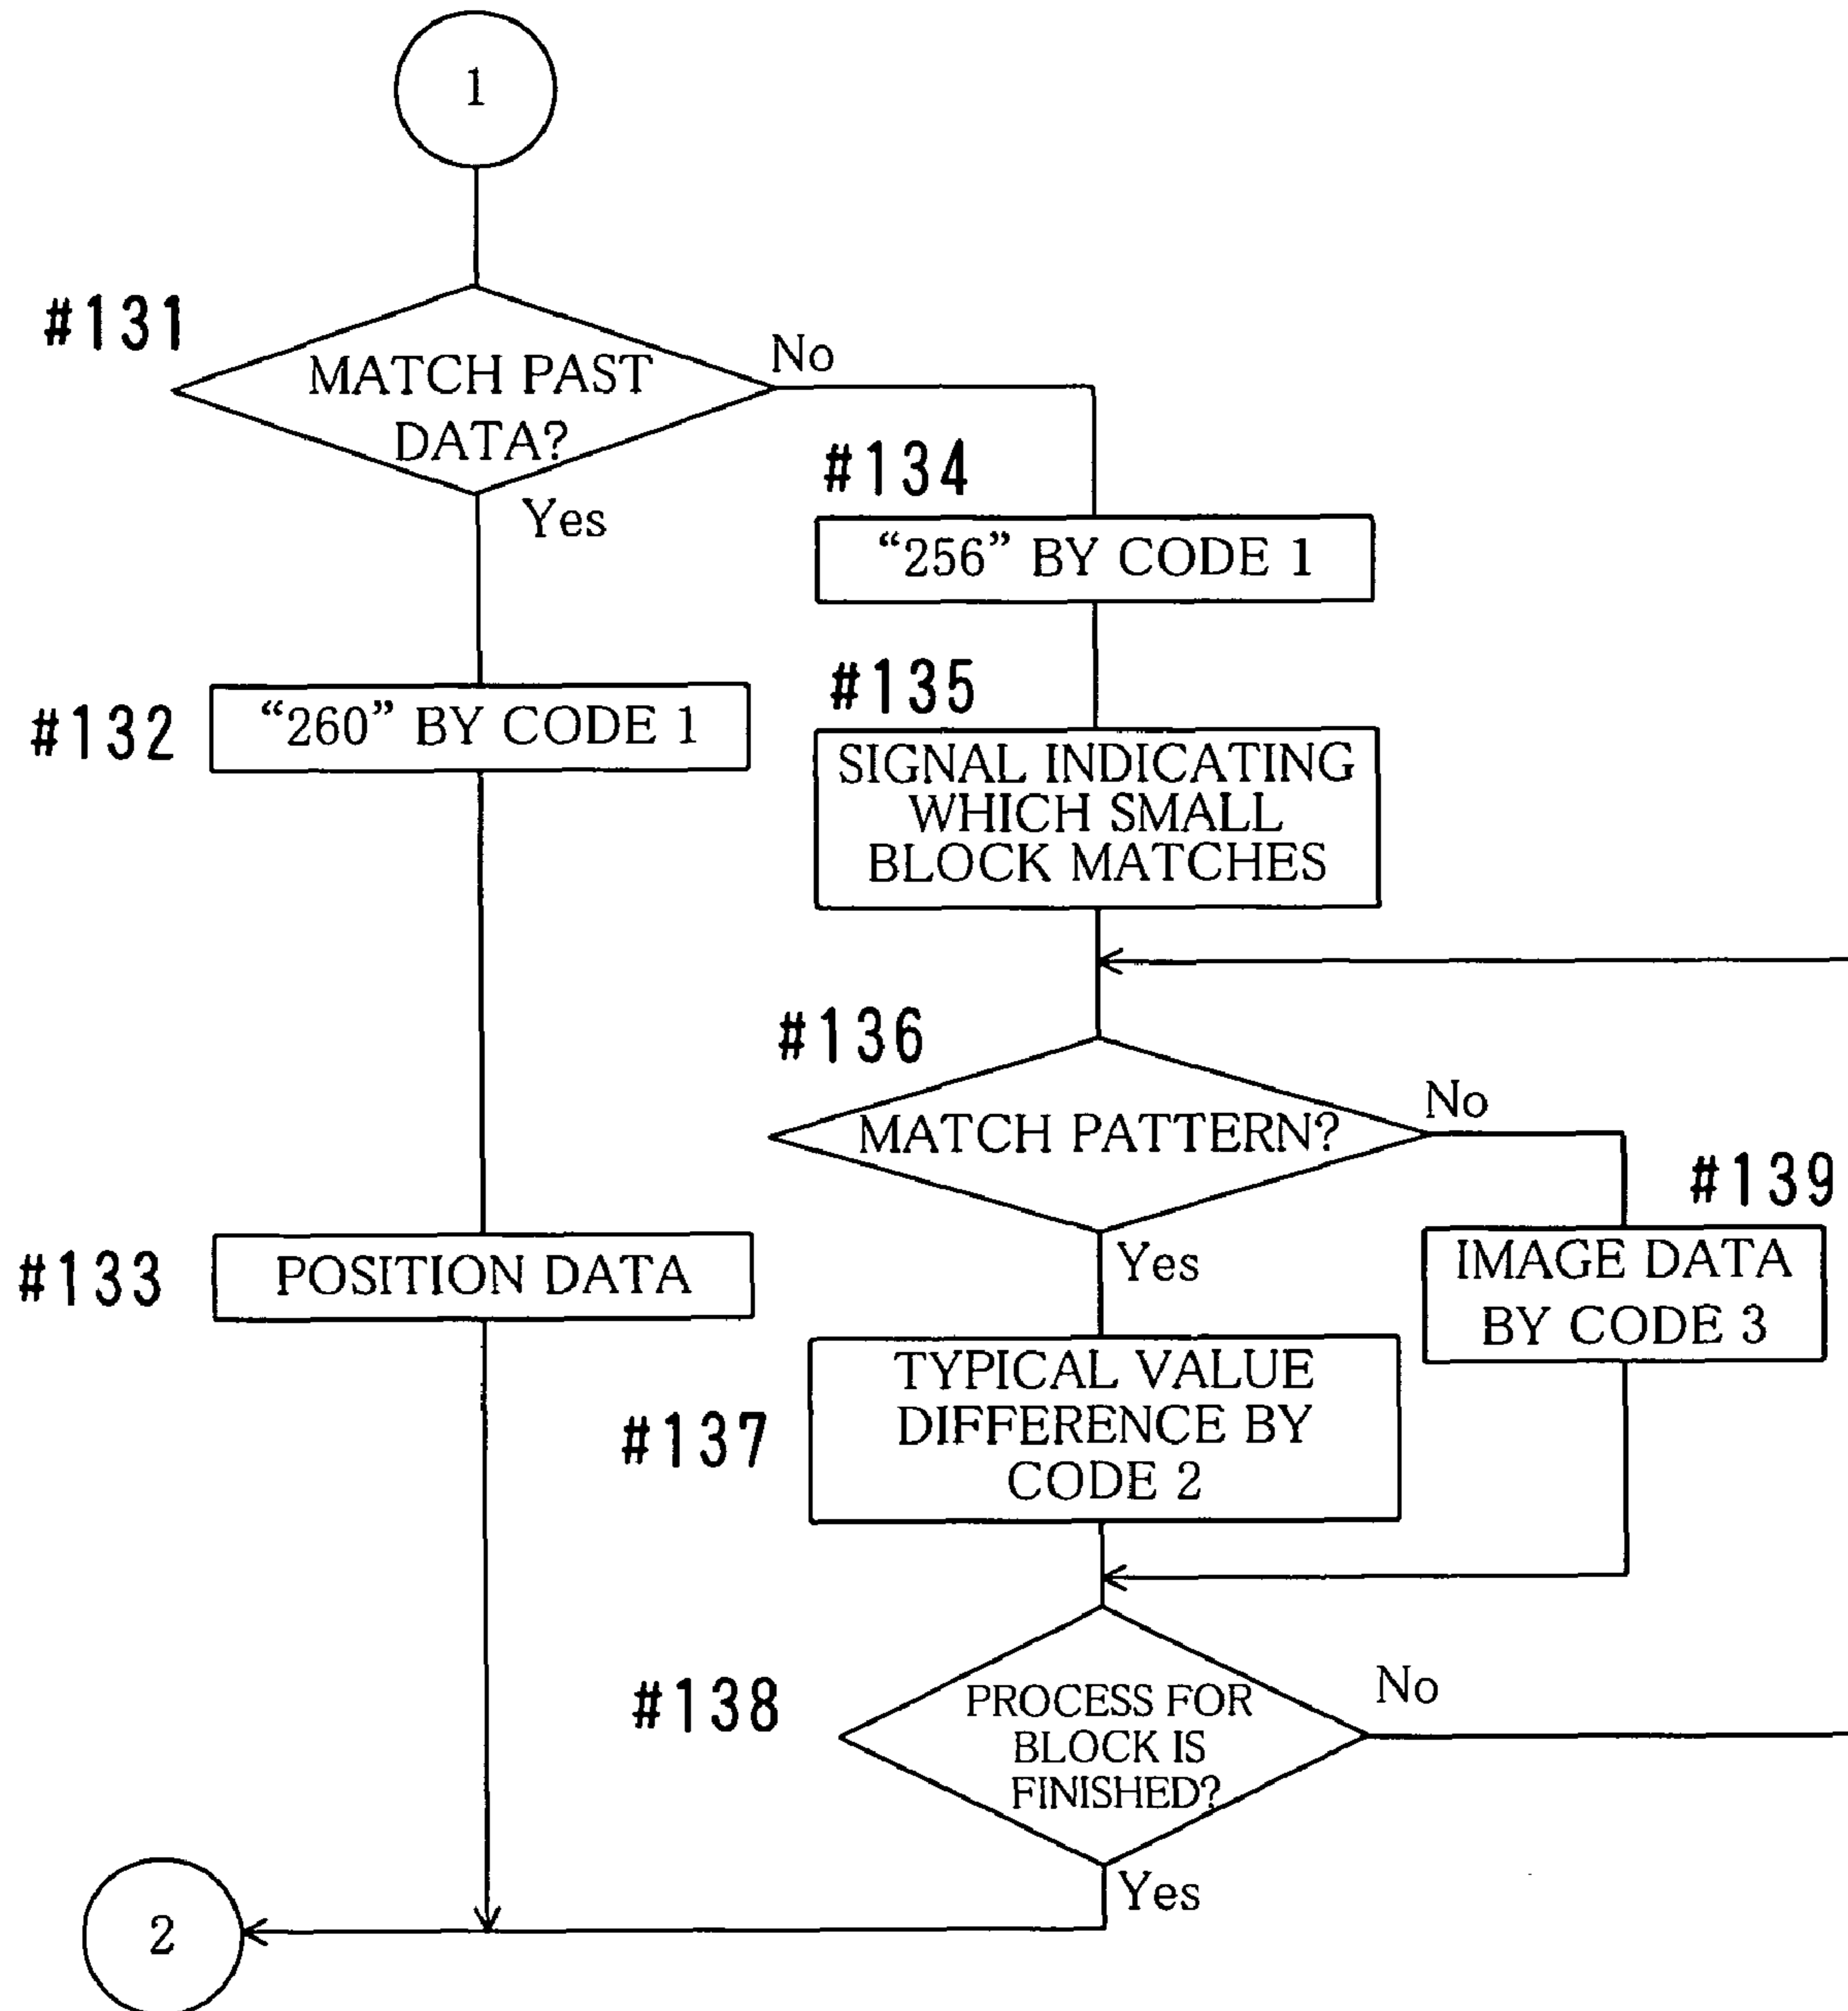 1
#131
MATCH PAST
DATA?
No
Yes
#134
"256" BY CODE 1
#132
"260" BY CODE 1
#135
SIGNAL INDICATING
WHICH SMALL
BLOCK MATCHES
#136
MATCH PATTERN?
No
Yes
#139
IMAGE DATA
BY CODE 3
#133
POSITION DATA
#137
TYPICAL VALUE
DIFFERENCE BY
CODE 2
#138
PROCESS FOR
BLOCK IS
FINISHED?
No
Yes
2